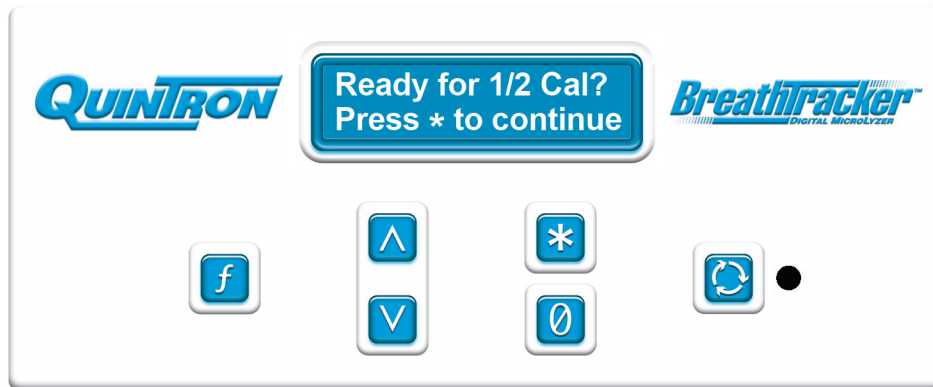 QUINTRON
Ready for 1/2 Cal?
Press * to continue
BreathTracker™
DIGITAL MICROLYZER
ƒ
*
0